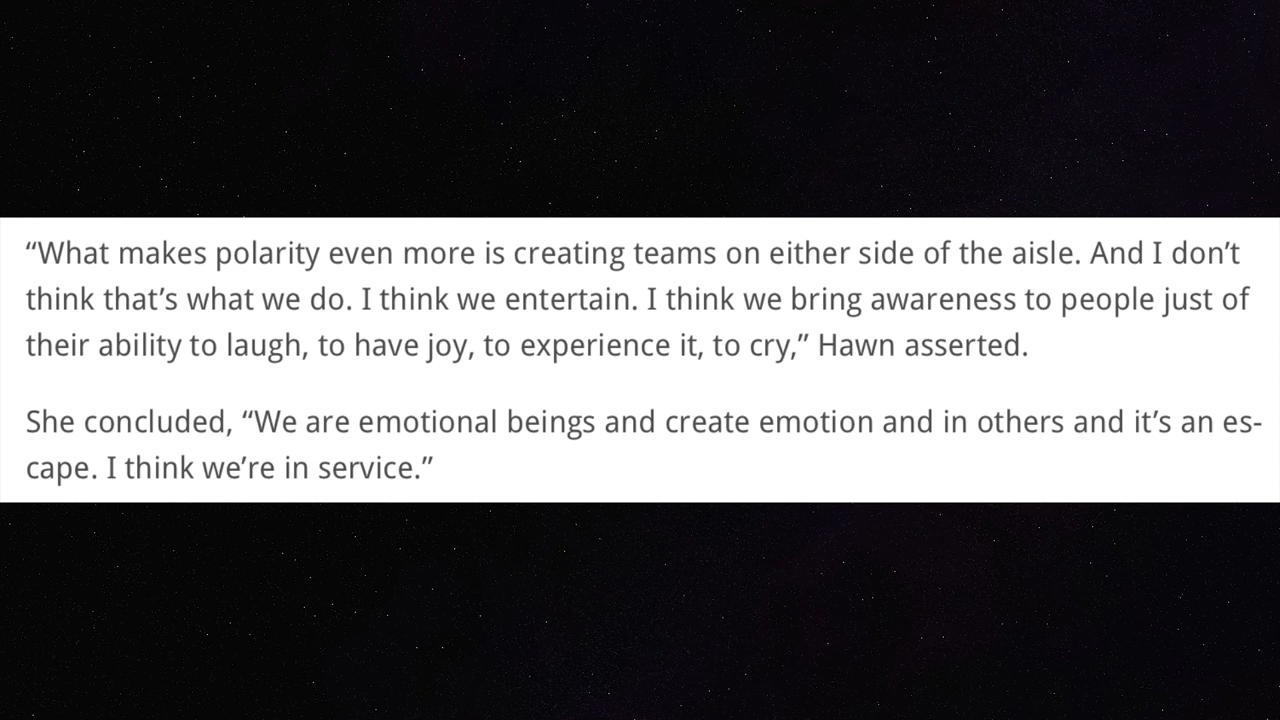 “What makes polarity even more is creating teams on either side of the aisle. And I don’t
think that’s what we do. I think we entertain. I think we bring awareness to people just of
their ability to laugh, to have joy, to experience it, to cry,” Hawn asserted.
She concluded, “We are emotional beings and create emotion and in others and it’s an es-
cape. I think we’re in service.”